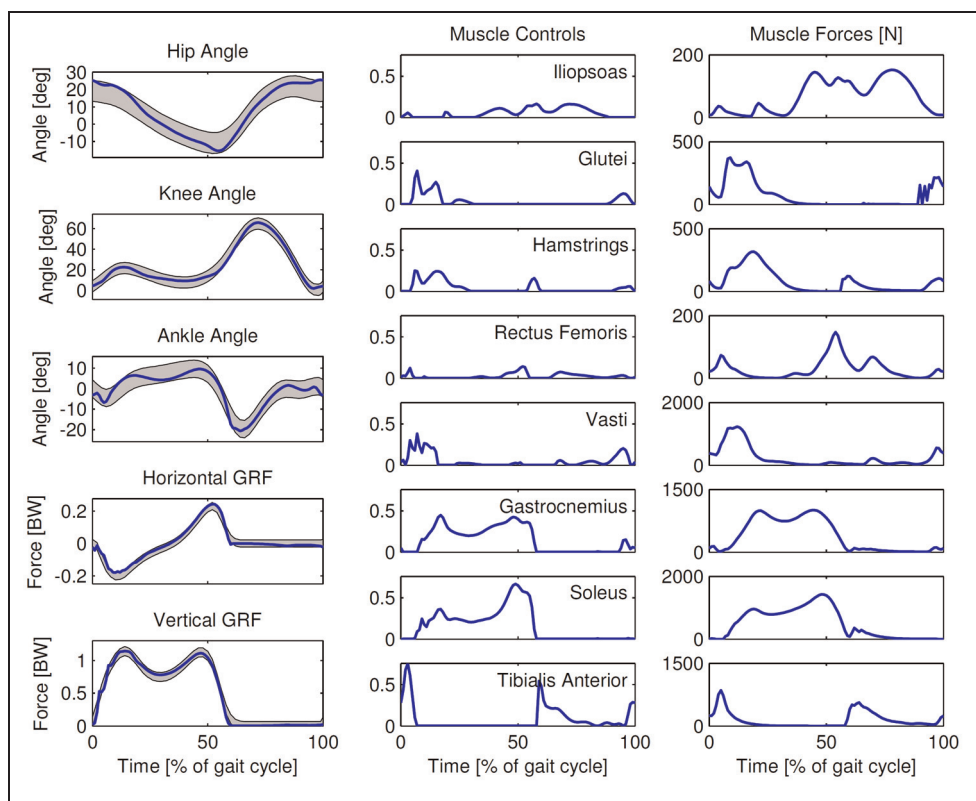 Hip Angle
Angle [deg]
30
20
10
0
-10
Knee Angle
Angle [deg]
60
40
20
0
Ankle Angle
Angle [deg]
10
0
-10
-20
Horizontal GRF
Force [BW]
0.2
0
-0.2
Vertical GRF
Force [BW]
1
0.5
0
0 50 100
Time [% of gait cycle]
Muscle Controls
Iliopsoas
0.5
0
Glutei
0.5
0
Hamstrings
0.5
0
Rectus Femoris
0.5
0
Vasti
0.5
0
Gastrocnemius
0.5
0
Soleus
0.5
0
Tibialis Anterior
0.5
0
0 50 100
Time [% of gait cycle]
Muscle Forces [N]
200
0
500
0
500
0
200
0
2000
0
1500
0
2000
0
1500
0
0 50 100
Time [% of gait cycle]